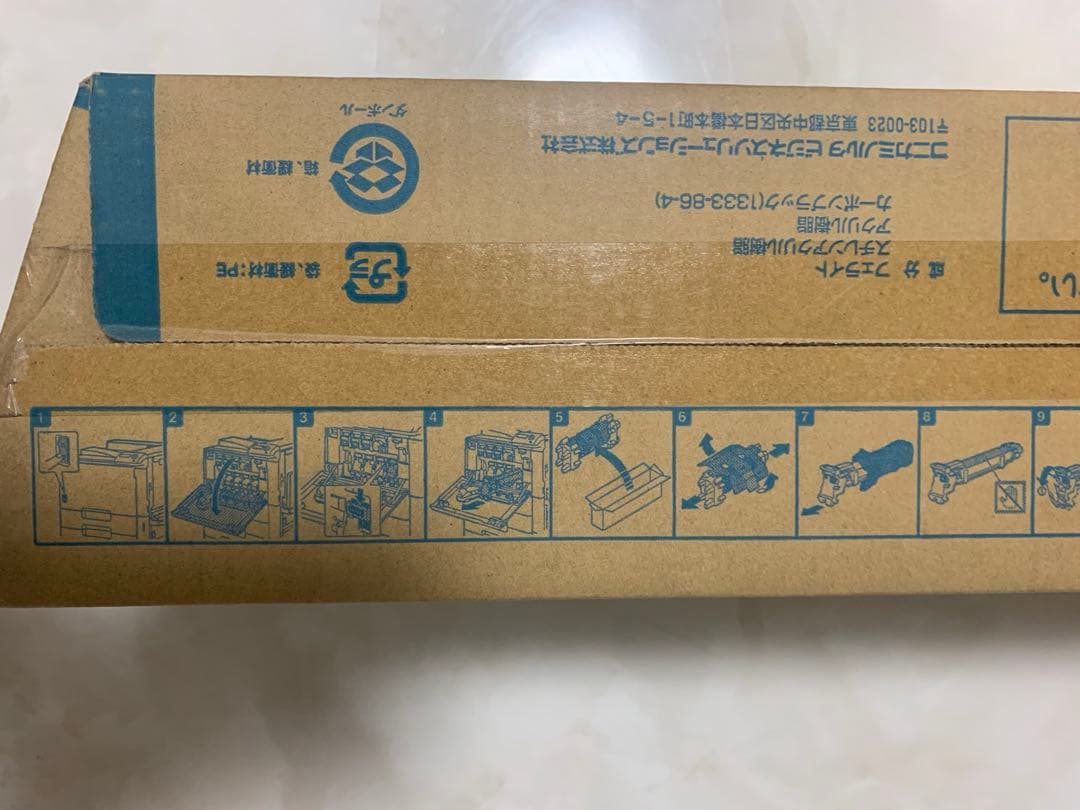 コニカミノルタ ビジネスソリューションズ株式会社
〒103-0023 東京都中央区日本橋本町1-5-4
成 分 フェライト
スチレンアクリル樹脂
アクリル樹脂
カーボンブラック(1333-86-4)
プラ
袋、緩衝材:PE
箱、緩衝材
ダンボール
い。
1 2 3 4 5 6 7 8 9